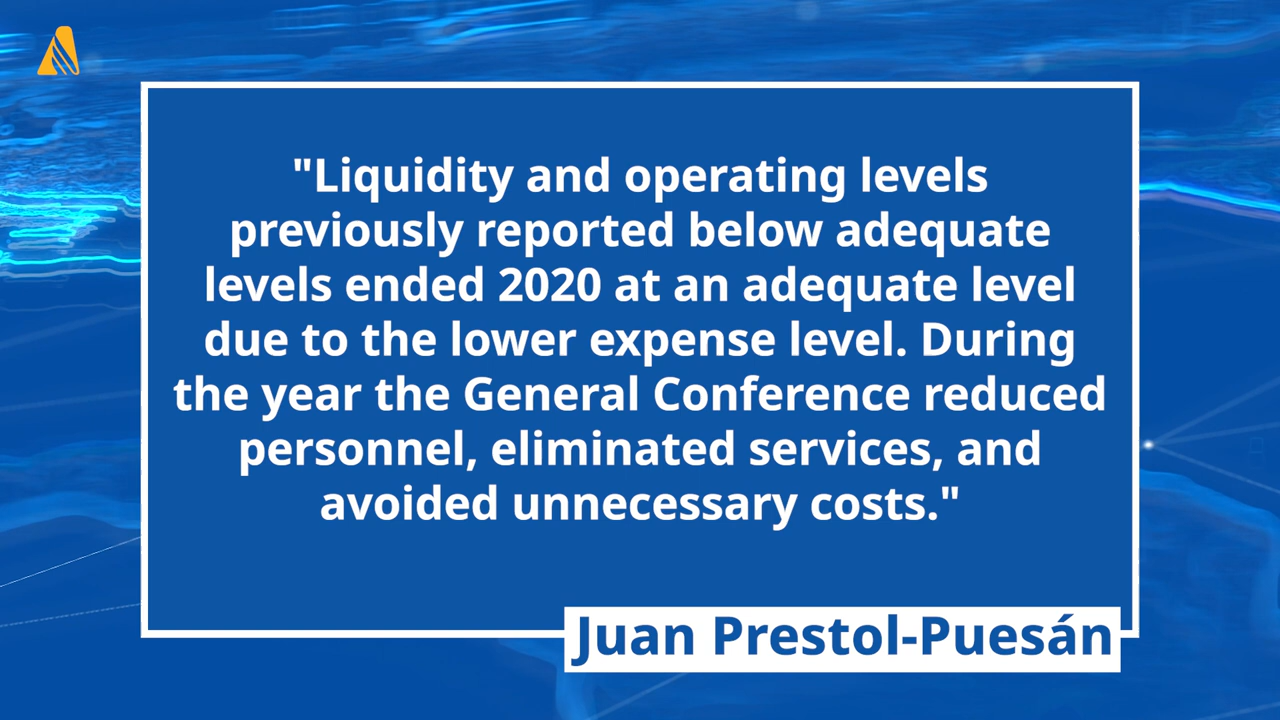 "Liquidity and operating levels
previously reported below adequate
levels ended 2020 at an adequate level
due to the lower expense level. During
the year the General Conference reduced
personnel, eliminated services, and
avoided unnecessary costs."
Juan Prestol-Puesán